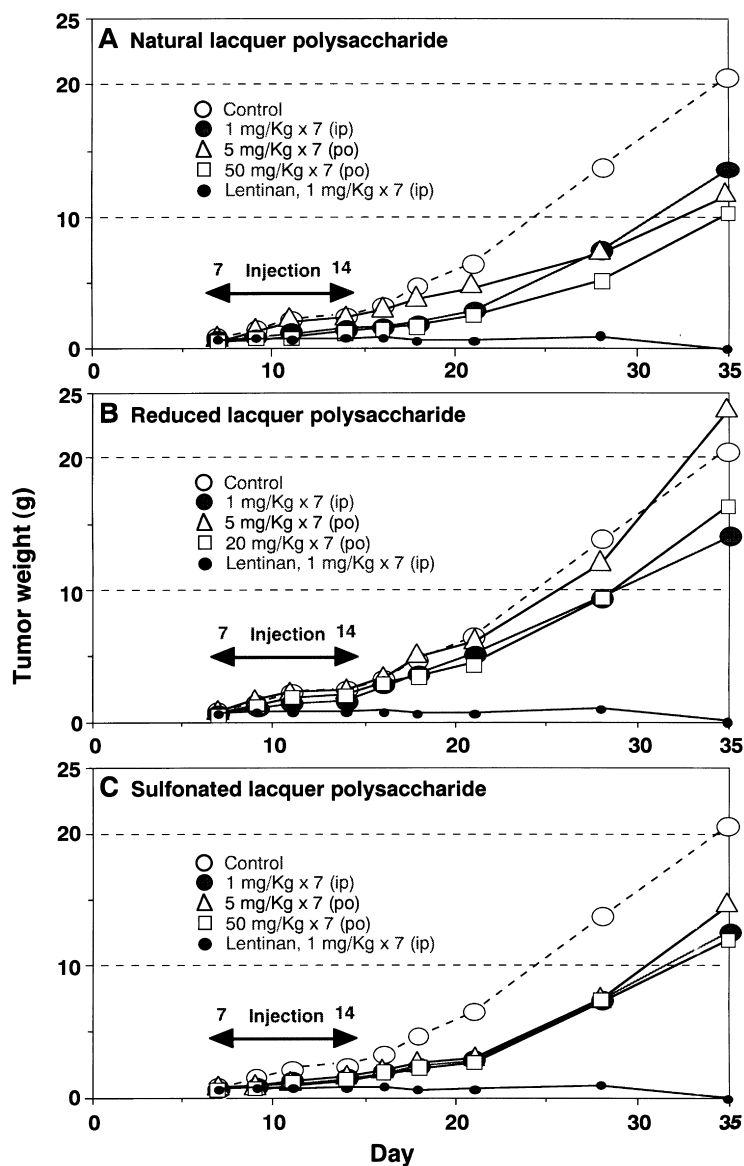 25
A Natural lacquer polysaccharide
20
Control
1 mg/Kg x 7 (ip)
5 mg/Kg x 7 (po)
50 mg/Kg x 7 (po)
Lentinan, 1 mg/Kg x 7 (ip)
10
7 Injection 14
0
0 10 20 30 35
25
B Reduced lacquer polysaccharide
20
Control
1 mg/Kg x 7 (ip)
5 mg/Kg x 7 (po)
20 mg/Kg x 7 (po)
Lentinan, 1 mg/Kg x 7 (ip)
10
7 Injection 14
0
0 10 20 30 35
Tumor weight (g)
25
C Sulfonated lacquer polysaccharide
20
Control
1 mg/Kg x 7 (ip)
5 mg/Kg x 7 (po)
50 mg/Kg x 7 (po)
Lentinan, 1 mg/Kg x 7 (ip)
10
7 Injection 14
0
0 10 20 30 35
Day